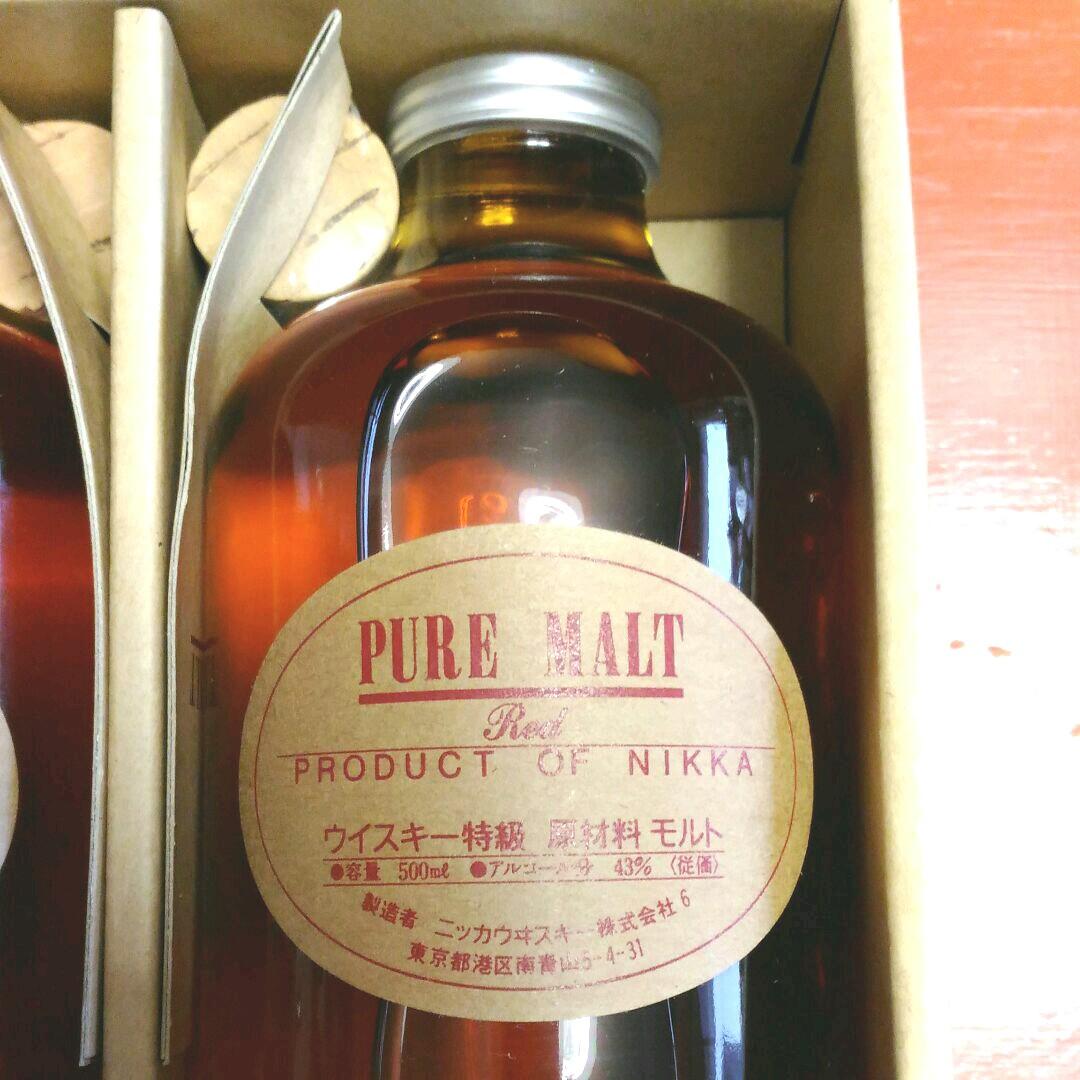 PURE MALT
Red
PRODUCT OF NIKKA
ウイスキー特級 原材料 モルト
●容量 500ml ●アルコール分 43% 〈従価〉
製造者 ニッカウヰスキー株式会社 6
東京都港区南青山5-4-31